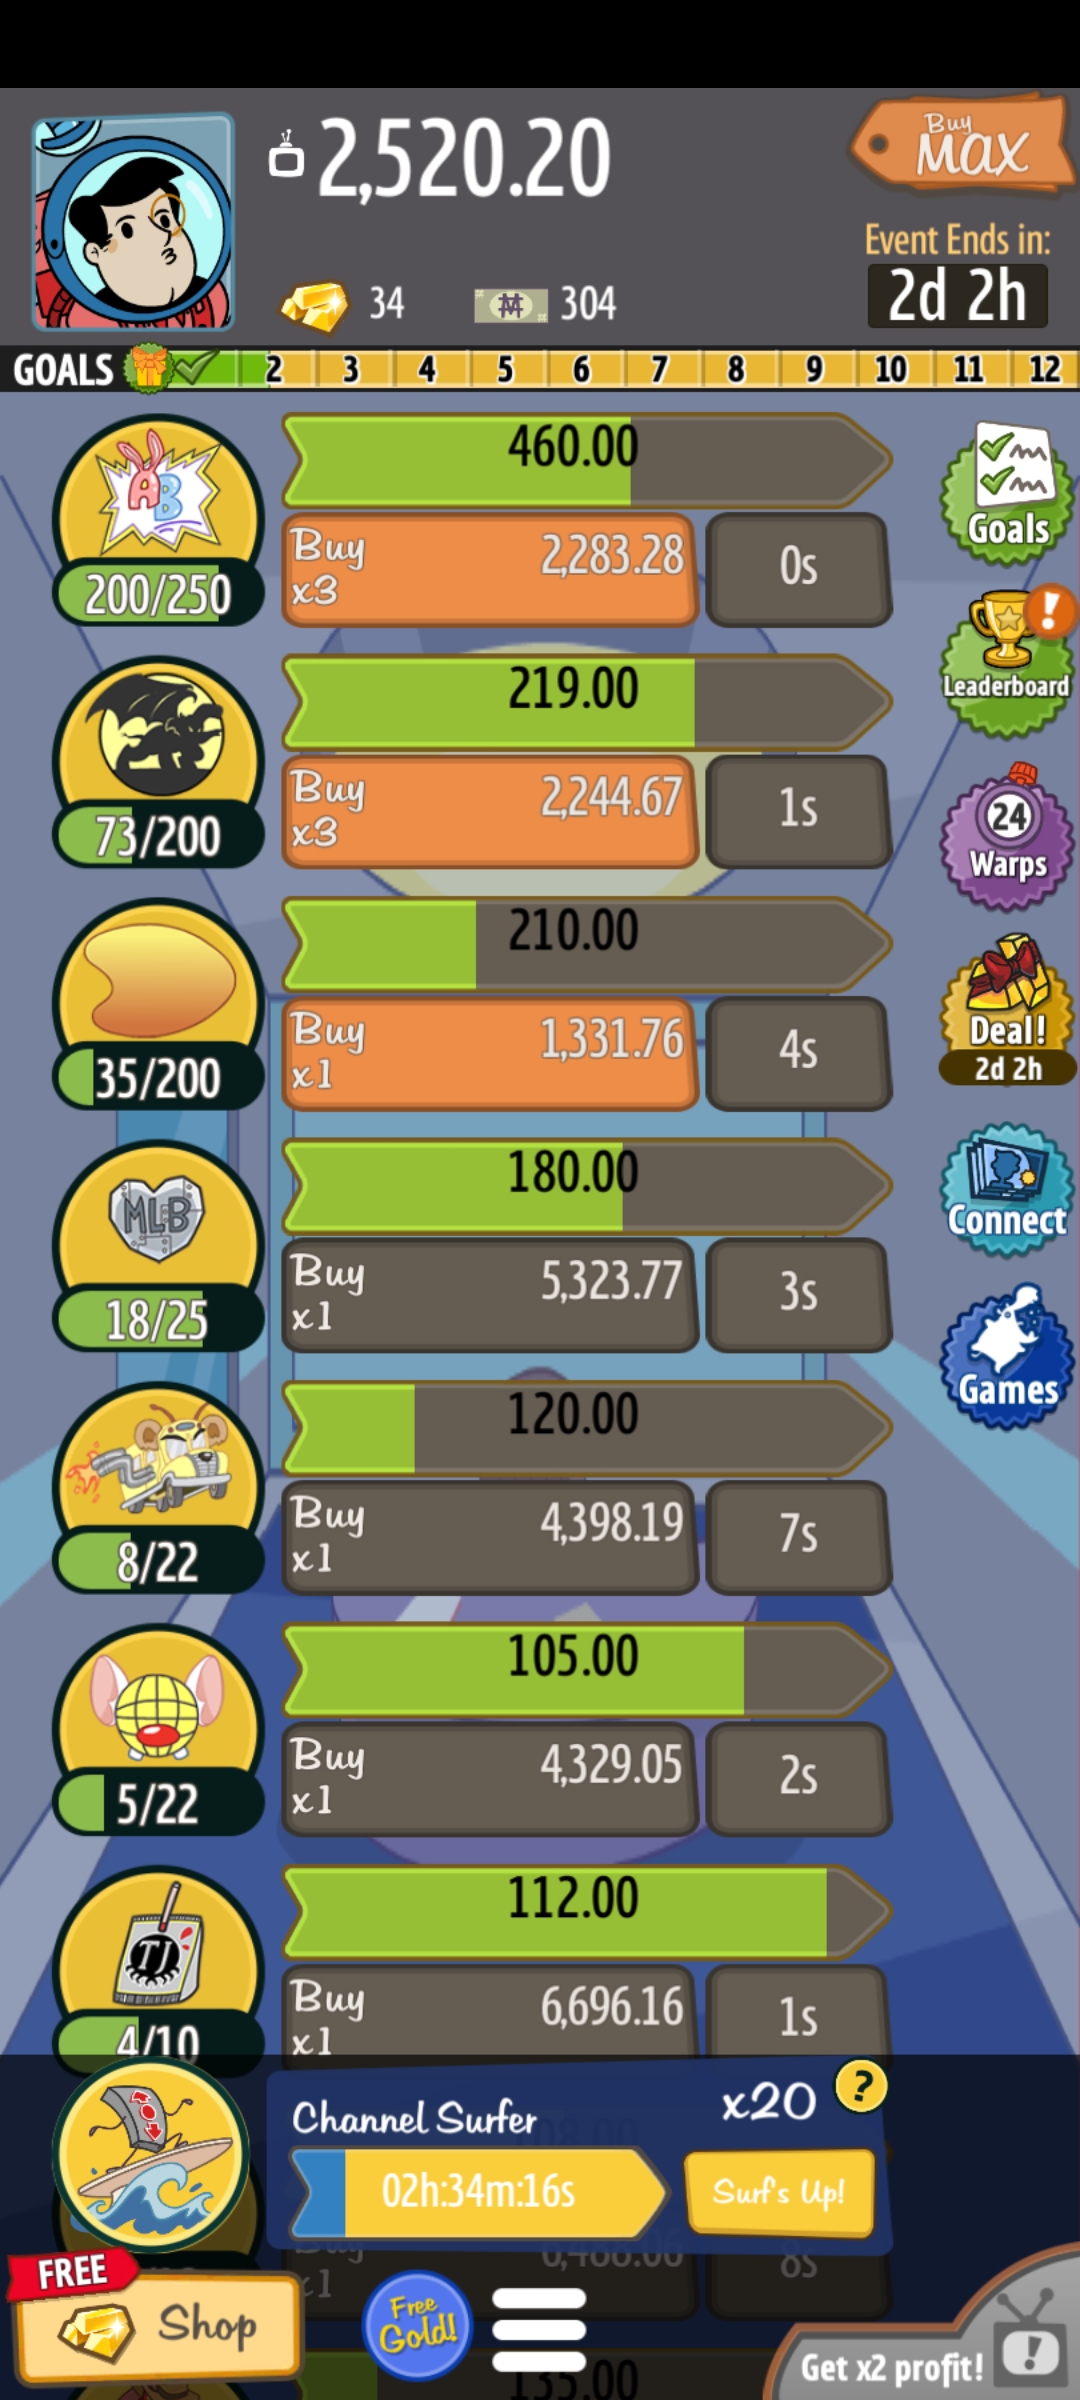 2,520.20
Buy
MAX
34
304
Event Ends in:
2d 2h
GOALS 2 3 4 5 6 7 8 9 10 11 12
AB
460.00
200/250
Buy
x3
2,283.28
0s
Goals
219.00
73/200
Buy
x3
2,244.67
1s
Leaderboard
!
24
Warps
210.00
35/200
Buy
x1
1,331.76
4s
Deal!
2d 2h
MLB
180.00
18/25
Buy
x1
5,323.77
3s
Connect
120.00
8/22
Buy
x1
4,398.19
7s
Games
105.00
5/22
Buy
x1
4,329.05
2s
TJ
112.00
4/10
Buy
x1
6,696.16
1s
Channel Surfer
x20
?
02h:34m:16s
Surf's Up!
Buy
x1
8s
FREE
Shop
Free
Gold!
135.00
Get x2 profit!
!